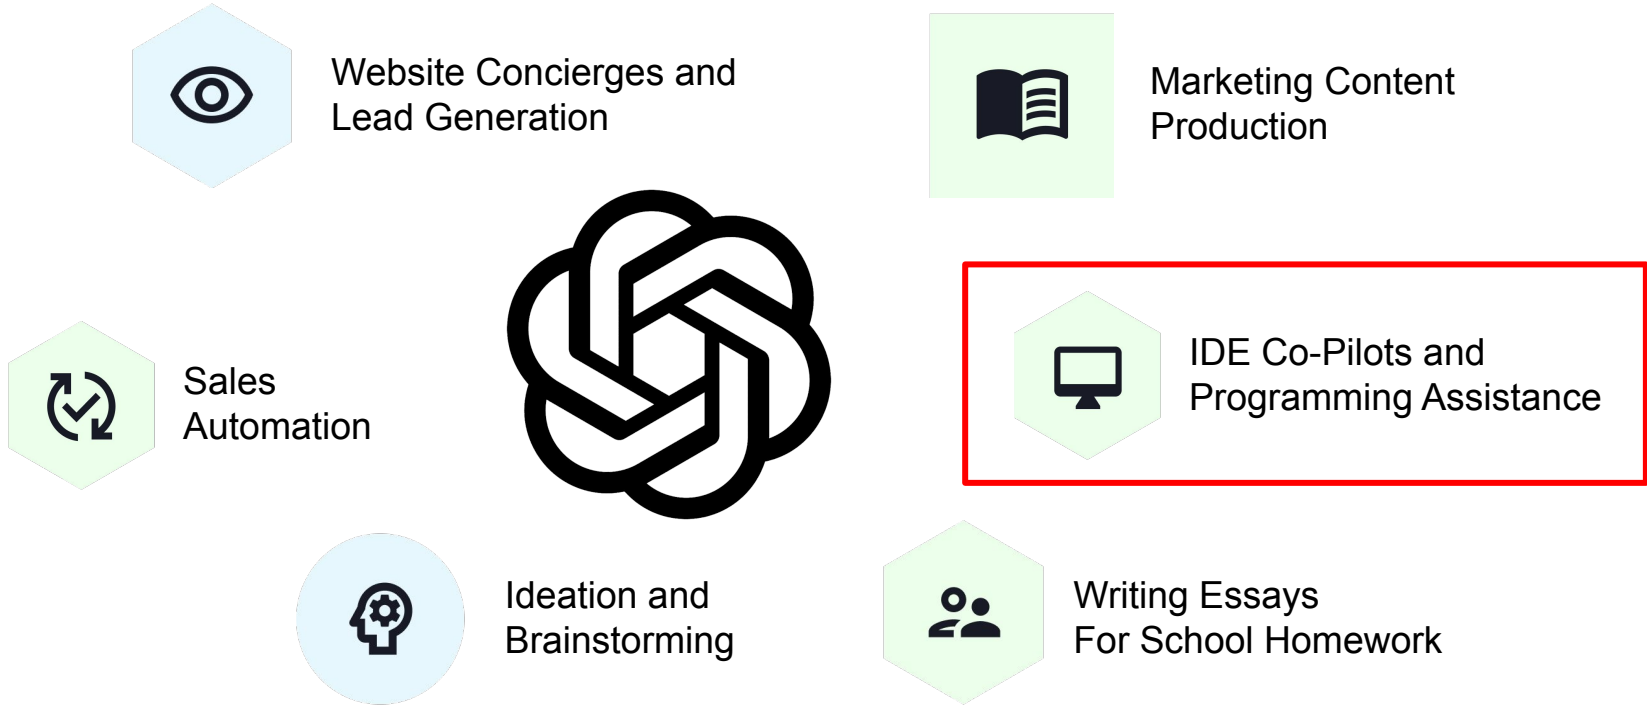 Website Concierges and
Lead Generation
Marketing Content
Production
Sales
Automation
IDE Co-Pilots and
Programming Assistance
Ideation and
Brainstorming
Writing Essays
For School Homework